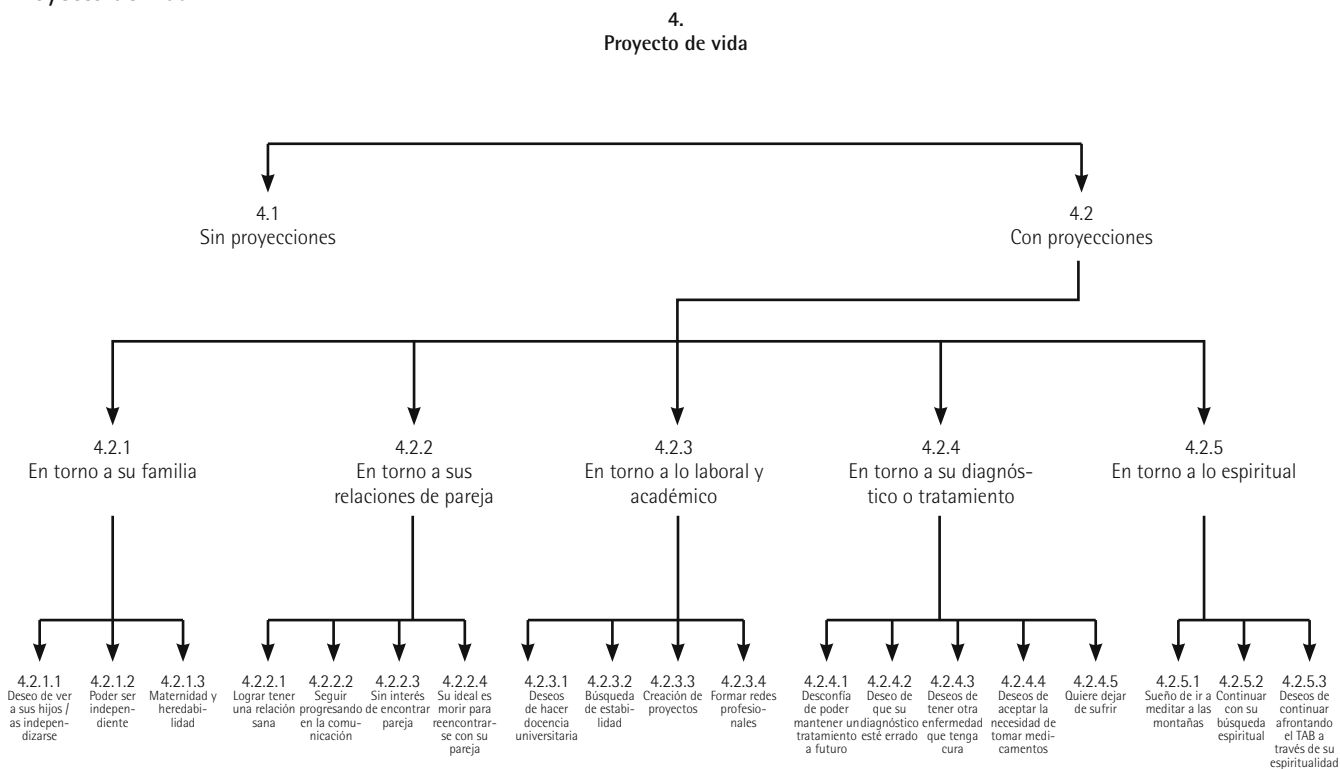 4.
Proyecto de vida
4.1
Sin proyecciones
4.2
Con proyecciones
4.2.1
En torno a su familia
4.2.2
En torno a sus
relaciones de pareja
4.2.3
En torno a lo laboral y
académico
4.2.4
En torno a su diagnós-
tico o tratamiento
4.2.5
En torno a lo espiritual
4.2.1.1
Deseo de ver
a sus hijos /
as indepen-
dizarse
4.2.1.2
Poder ser
indepen-
diente
4.2.1.3
Maternidad y
heredabi-
lidad
4.2.2.1
Lograr tener
una relación
sana
4.2.2.2
Seguir
progresando
en la comu-
nicación
4.2.2.3
Sin interés
de encontrar
pareja
4.2.2.4
Su ideal es
morir para
reencontrar-
se con su
pareja
4.2.3.1
Deseos
de hacer
docencia
universitaria
4.2.3.2
Búsqueda
de estabi-
lidad
4.2.3.3
Creación de
proyectos
4.2.3.4
Formar redes
profesio-
nales
4.2.4.1
Desconfía
de poder
mantener un
tratamiento
a futuro
4.2.4.2
Deseo de
que su
diagnóstico
esté errado
4.2.4.3
Deseos de
tener otra
enfermedad
que tenga
cura
4.2.4.4
Deseos de
aceptar la
necesidad de
tomar medi-
camentos
4.2.4.5
Quiere dejar
de sufrir
4.2.5.1
Sueño de ir a
meditar a las
montañas
4.2.5.2
Continuar
con su
búsqueda
espiritual
4.2.5.3
Deseos de
continuar
afrontando
el TAB a
través de su
espiritualidad